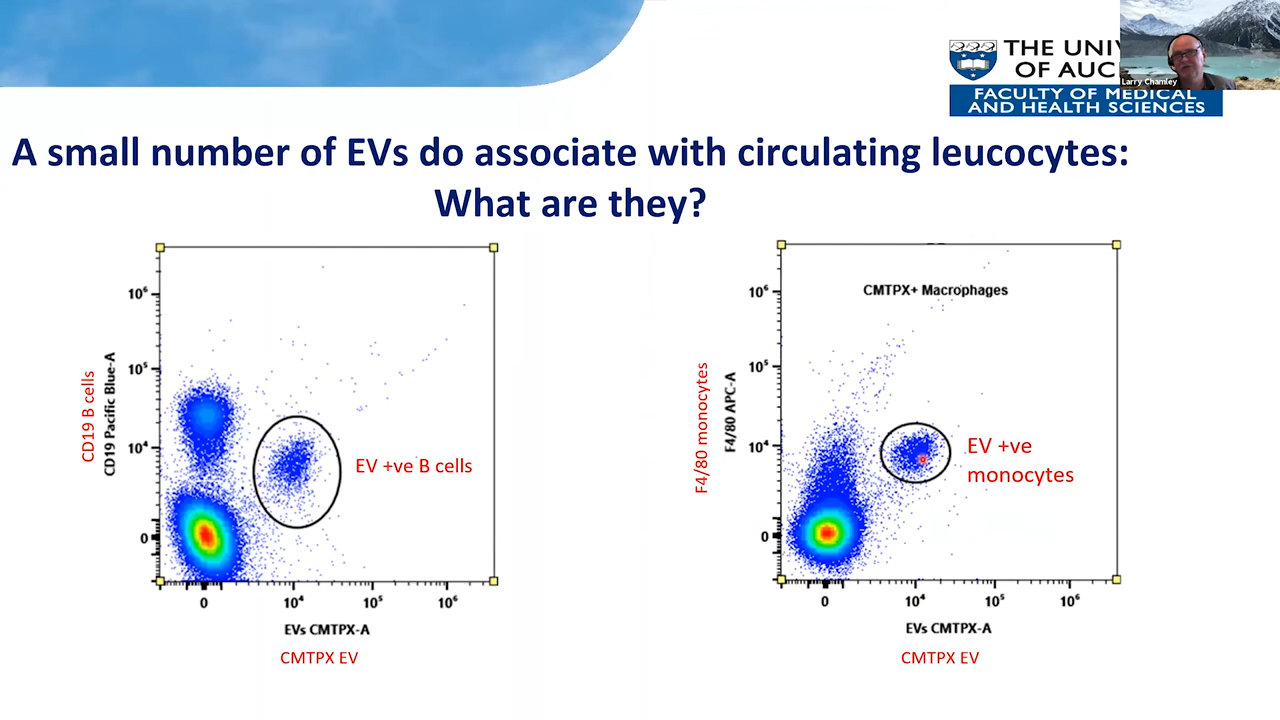 THE UNIV
OF AUC
FACULTY OF MEDICAL
AND HEALTH SCIENCES
Larry Chamley
A small number of EVs do associate with circulating leucocytes:
What are they?
CD19 B cells
CD19 Pacific Blue-A
10⁶
10⁵
10⁴
0
EV +ve B cells
0
10⁴
10⁵
10⁶
EVs CMTPX-A
CMTPX EV
F4/80 monocytes
F4/80 APC-A
10⁶
10⁵
10⁴
0
CMTPX+ Macrophages
EV +ve
monocytes
0
10⁴
10⁵
10⁶
EVs CMTPX-A
CMTPX EV